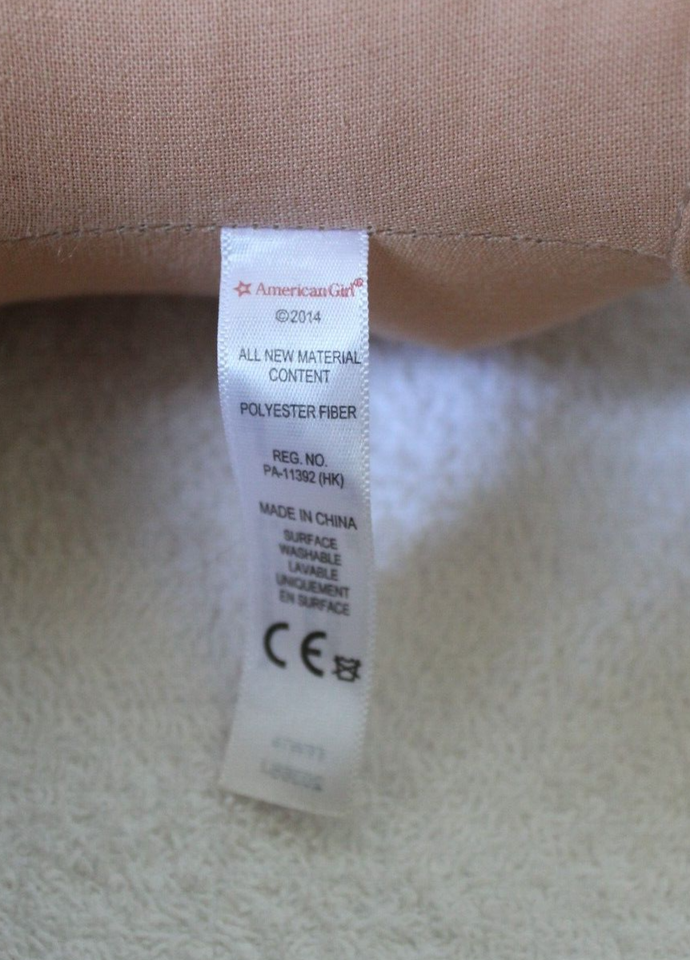 American Girl®
©2014
ALL NEW MATERIAL
CONTENT
POLYESTER FIBER
REG. NO.
PA-11392 (HK)
MADE IN CHINA
SURFACE
WASHABLE
LAVABLE
UNIQUEMENT
EN SURFACE
CE